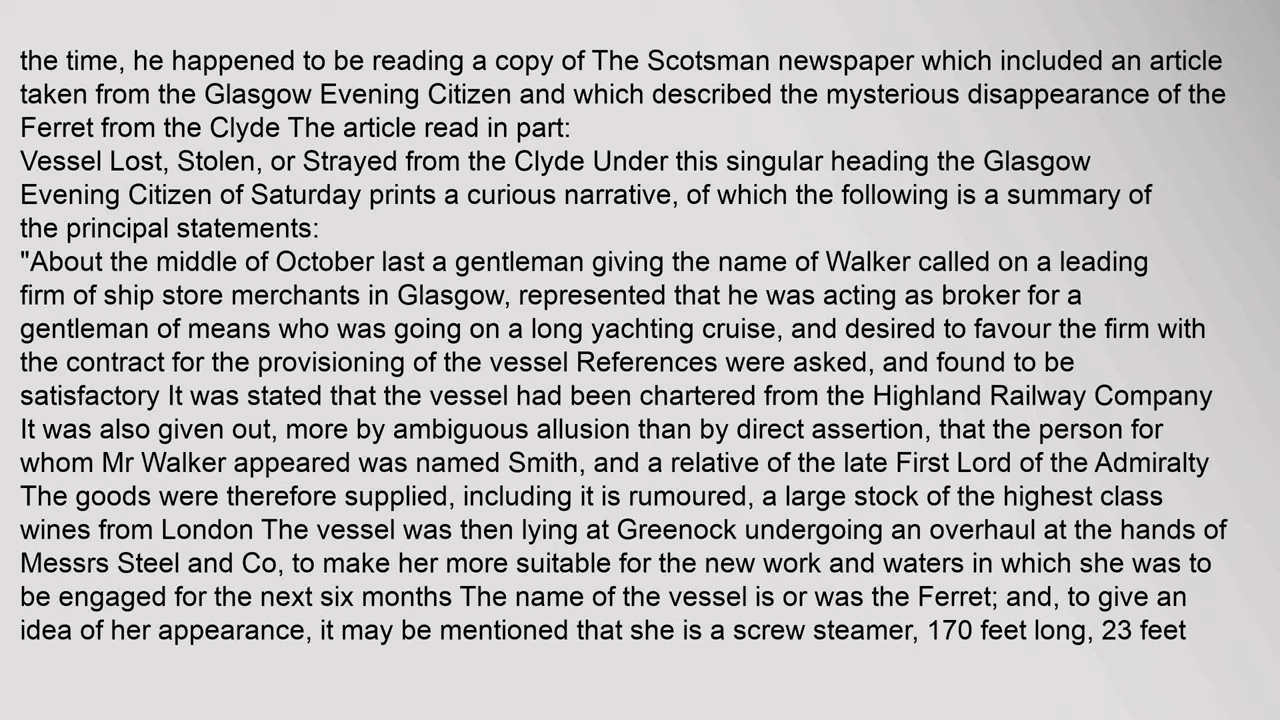 the time, he happened to be reading a copy of The Scotsman newspaper which included an article
taken from the Glasgow Evening Citizen and which described the mysterious disappearance of the
Ferret from the Clyde The article read in part:
Vessel Lost, Stolen, or Strayed from the Clyde Under this singular heading the Glasgow
Evening Citizen of Saturday prints a curious narrative, of which the following is a summary of
the principal statements:
"About the middle of October last a gentleman giving the name of Walker called on a leading
firm of ship store merchants in Glasgow, represented that he was acting as broker for a
gentleman of means who was going on a long yachting cruise, and desired to favour the firm with
the contract for the provisioning of the vessel References were asked, and found to be
satisfactory It was stated that the vessel had been chartered from the Highland Railway Company
It was also given out, more by ambiguous allusion than by direct assertion, that the person for
whom Mr Walker appeared was named Smith, and a relative of the late First Lord of the Admiralty
The goods were therefore supplied, including it is rumoured, a large stock of the highest class
wines from London The vessel was then lying at Greenock undergoing an overhaul at the hands of
Messrs Steel and Co, to make her more suitable for the new work and waters in which she was to
be engaged for the next six months The name of the vessel is or was the Ferret; and, to give an
idea of her appearance, it may be mentioned that she is a screw steamer, 170 feet long, 23 feet